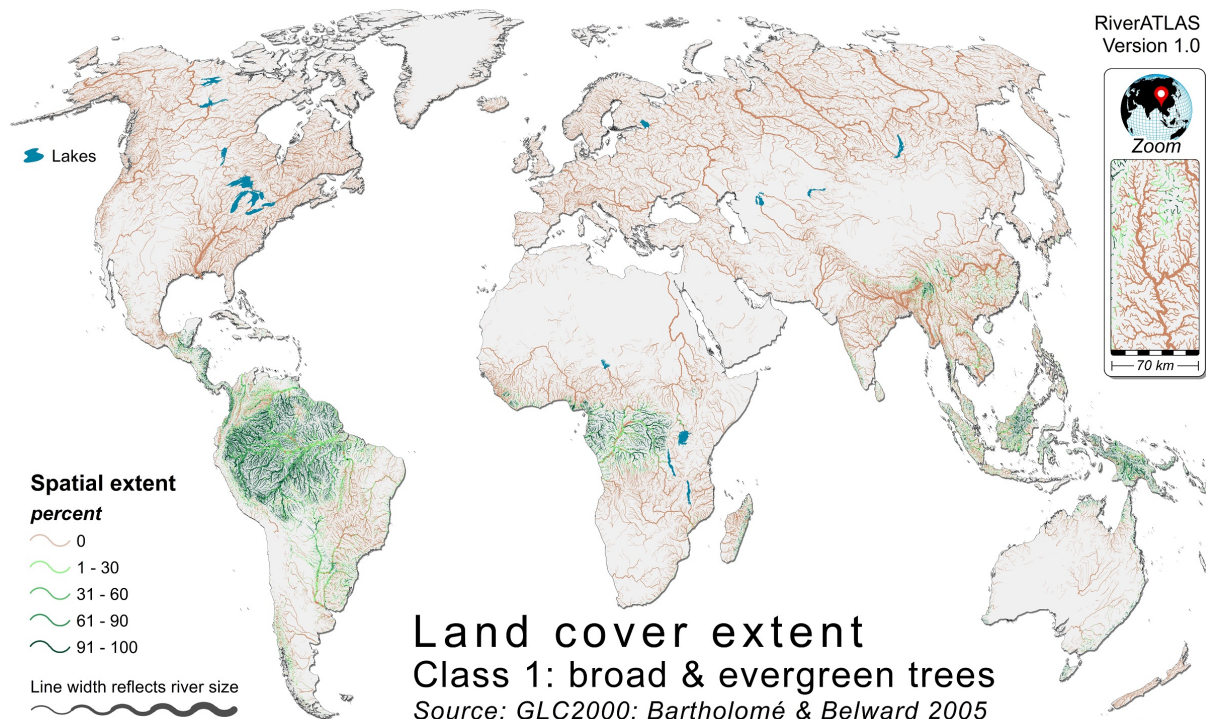 RiverATLAS
Version 1.0
Zoom
70 km
Lakes
Spatial extent
percent
0
1 - 30
31 - 60
61 - 90
91 - 100
Line width reflects river size
Land cover extent
Class 1: broad & evergreen trees
Source: GLC2000; Bartholomé & Belward 2005